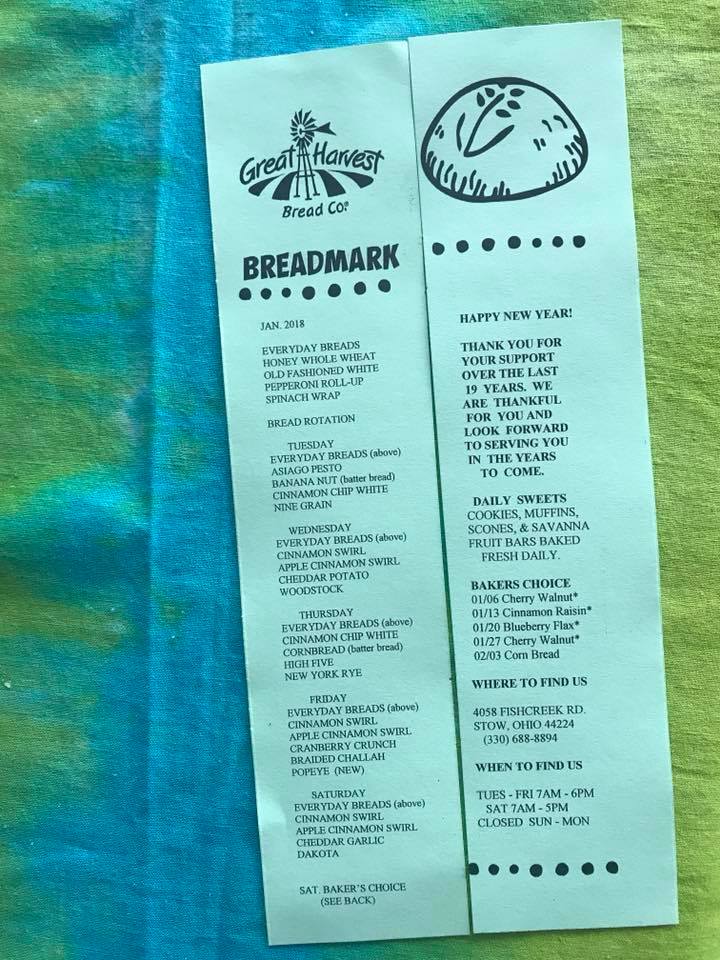 Great Harvest
Bread Co.®
BREADMARK
JAN. 2018
EVERYDAY BREADS
HONEY WHOLE WHEAT
OLD FASHIONED WHITE
PEPPERONI ROLL-UP
SPINACH WRAP
BREAD ROTATION
TUESDAY
EVERYDAY BREADS (above)
ASIAGO PESTO
BANANA NUT (batter bread)
CINNAMON CHIP WHITE
NINE GRAIN
WEDNESDAY
EVERYDAY BREADS (above)
CINNAMON SWIRL
APPLE CINNAMON SWIRL
CHEDDAR POTATO
WOODSTOCK
THURSDAY
EVERYDAY BREADS (above)
CINNAMON CHIP WHITE
CORNBREAD (batter bread)
HIGH FIVE
NEW YORK RYE
FRIDAY
EVERYDAY BREADS (above)
CINNAMON SWIRL
APPLE CINNAMON SWIRL
CRANBERRY CRUNCH
BRAIDED CHALLAH
POPEYE (NEW)
SATURDAY
EVERYDAY BREADS (above)
CINNAMON SWIRL
APPLE CINNAMON SWIRL
CHEDDAR GARLIC
DAKOTA
SAT. BAKER'S CHOICE
(SEE BACK)
HAPPY NEW YEAR!
THANK YOU FOR
YOUR SUPPORT
OVER THE LAST
19 YEARS. WE
ARE THANKFUL
FOR YOU AND
LOOK FORWARD
TO SERVING YOU
IN THE YEARS
TO COME.
DAILY SWEETS
COOKIES, MUFFINS,
SCONES, & SAVANNA
FRUIT BARS BAKED
FRESH DAILY.
BAKERS CHOICE
01/06 Cherry Walnut*
01/13 Cinnamon Raisin*
01/20 Blueberry Flax*
01/27 Cherry Walnut*
02/03 Corn Bread
WHERE TO FIND US
4058 FISHCREEK RD.
STOW, OHIO 44224
(330) 688-8894
WHEN TO FIND US
TUES - FRI 7AM - 6PM
SAT 7AM - 5PM
CLOSED SUN - MON